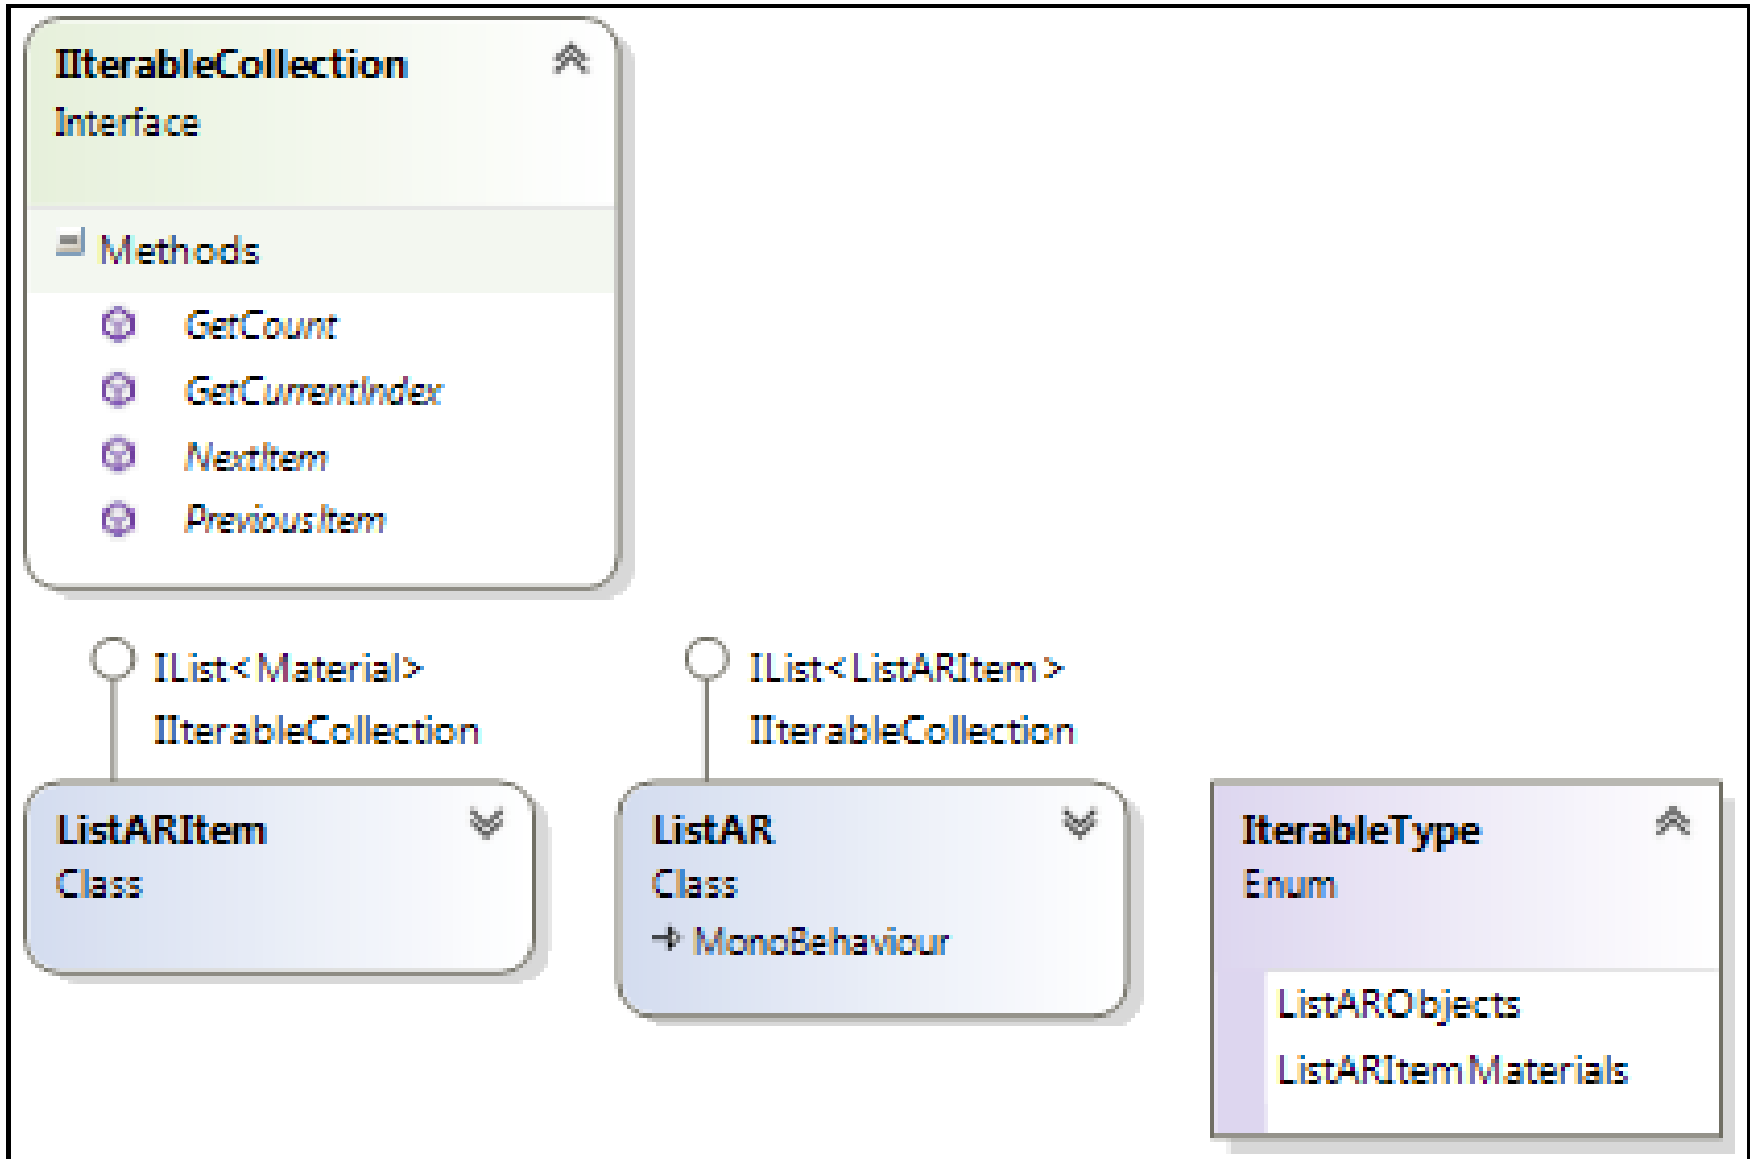 IIterableCollection
Interface
Methods
GetCount
GetCurrentIndex
NextItem
PreviousItem
IList<Material>
IIterableCollection
IList<ListARItem>
IIterableCollection
ListARItem
Class
ListAR
Class
MonoBehaviour
IterableType
Enum
ListARObjects
ListARItemMaterials